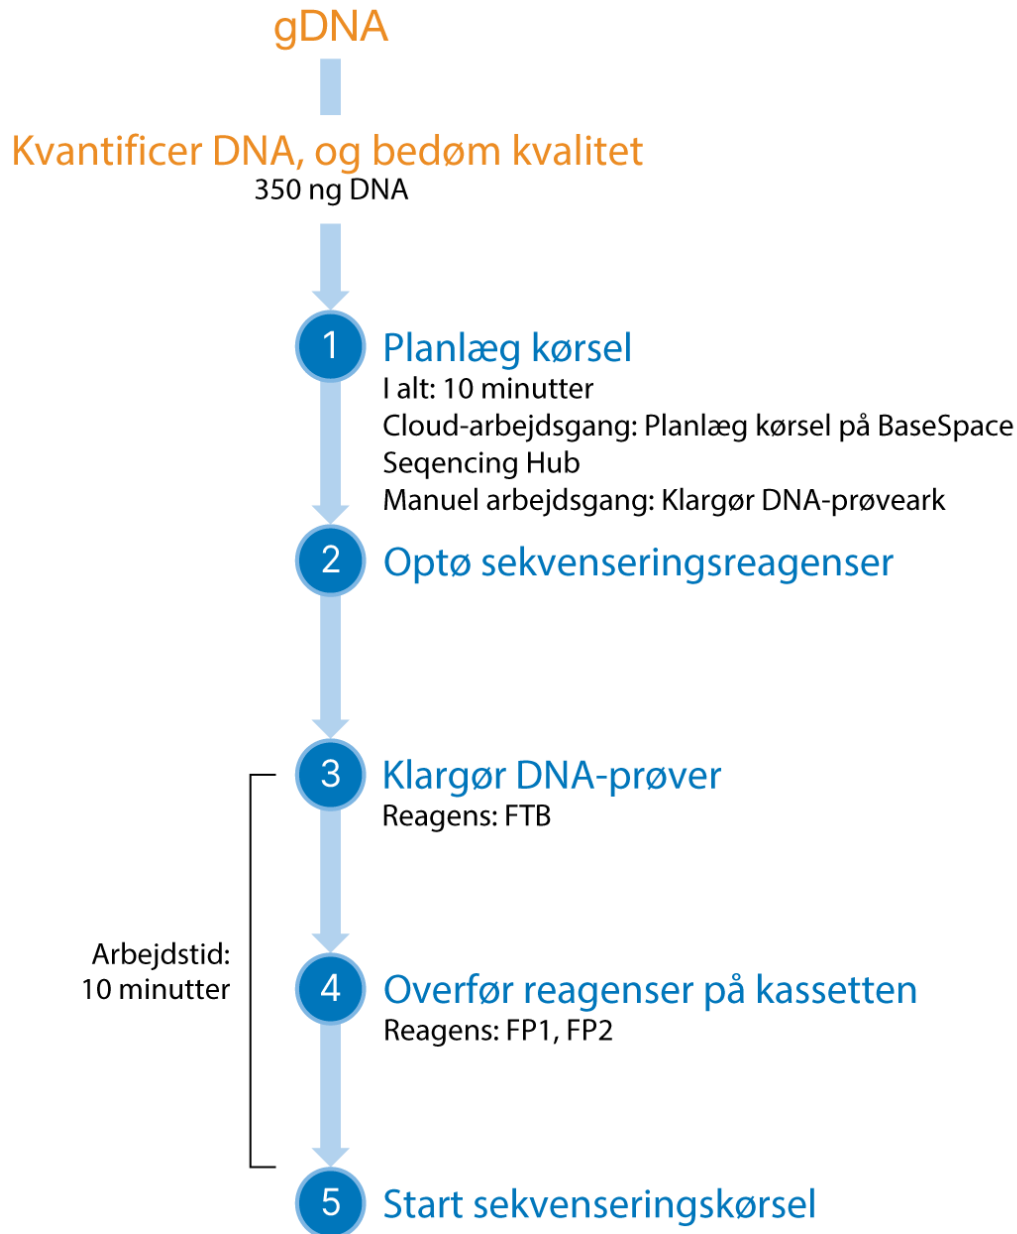 gDNA
Kvantificer DNA, og bedøm kvalitet
350 ng DNA
1
Planlæg kørsel
I alt: 10 minutter
Cloud-arbejdsgang: Planlæg kørsel på BaseSpace
Seqencing Hub
Manuel arbejdsgang: Klargør DNA-prøveark
2
Optø sekvenseringsreagenser
3
Klargør DNA-prøver
Reagens: FTB
Arbejdstid:
10 minutter
4
Overfør reagenser på kassetten
Reagens: FP1, FP2
5
Start sekvenseringskørsel